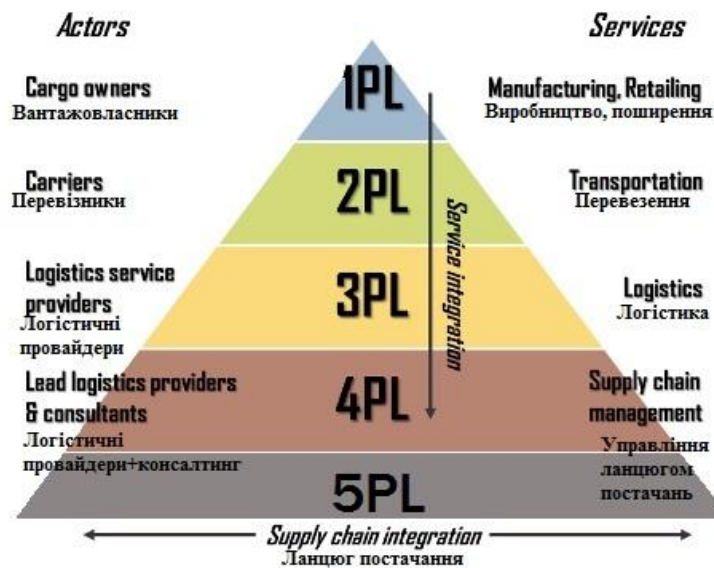 Actors
Services
Cargo owners
Вантажовласники
1PL
Manufacturing, Retailing
Виробництво, поширення
Carriers
Перевізники
2PL
Transportation
Перевезення
Service integration
Logistics service
providers
Логістичні
провайдери
3PL
Logistics
Логістика
Lead logistics providers
& consultants
Логістичні
провайдери+консалтинг
4PL
Supply chain
management
Управління
ланцюгом
постачань
5PL
Supply chain integration
Ланцюг постачання